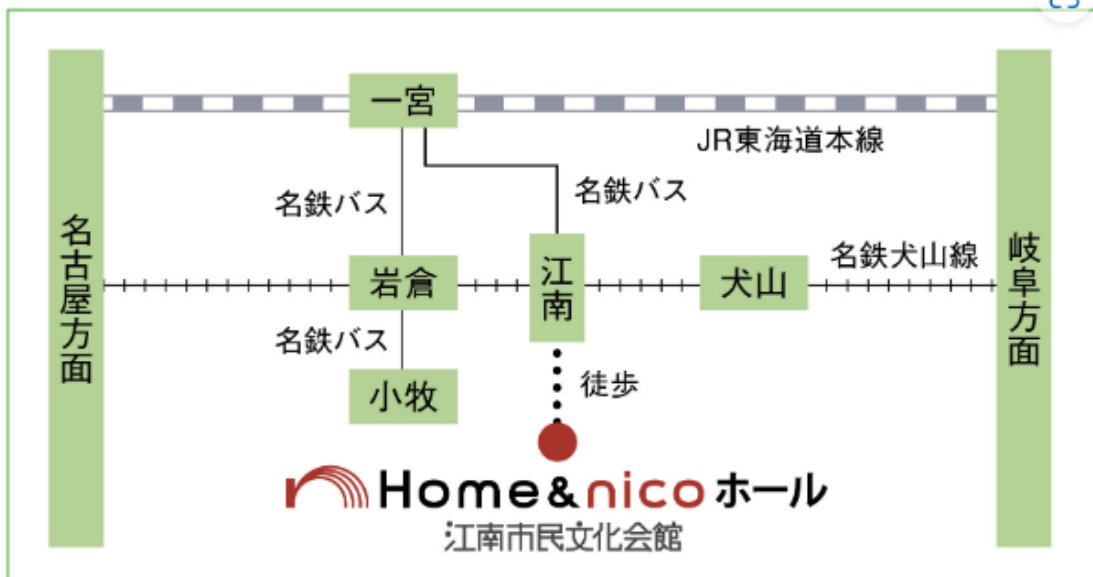 一宮
JR東海道本線
名鉄バス
名鉄バス
名古屋方面
岩倉
江南
犬山
名鉄犬山線
岐阜方面
名鉄バス
小牧
徒歩
Home&nicoホール
江南市民文化会館